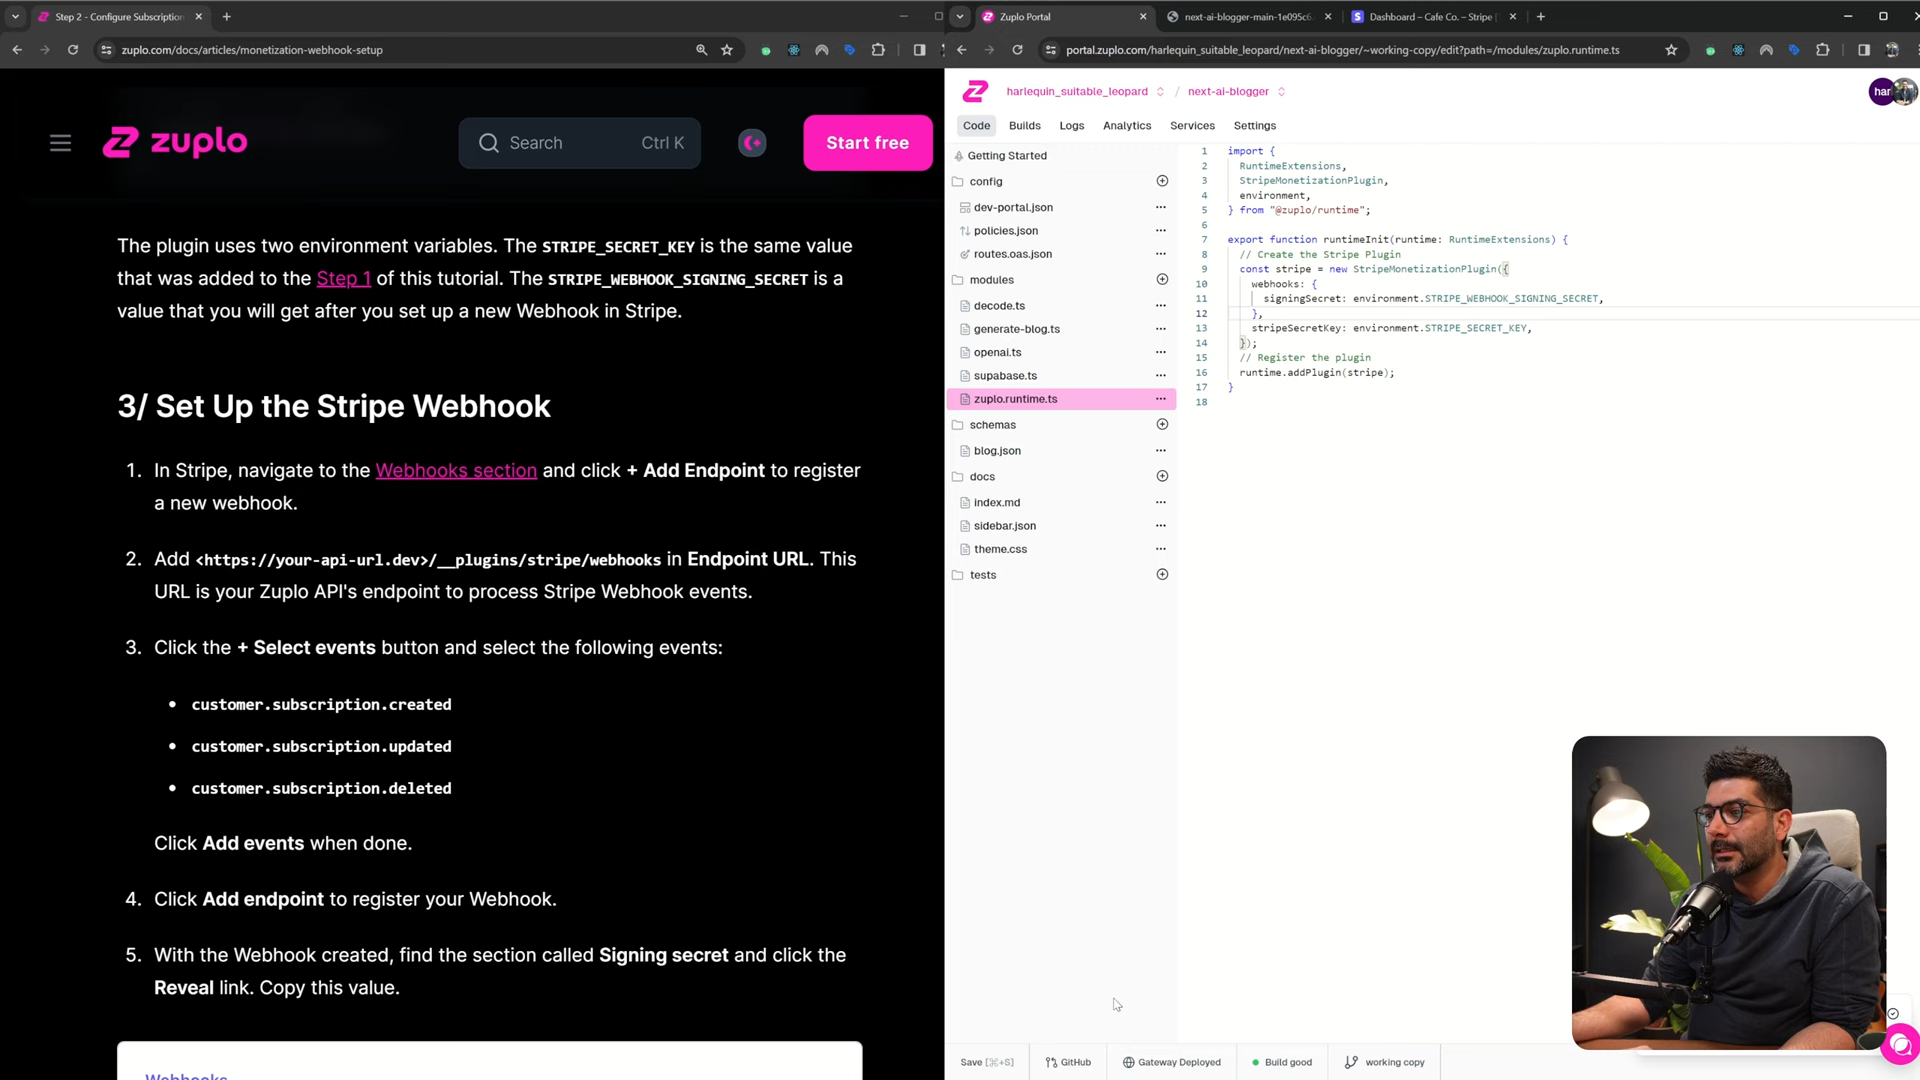 Step 2 - Configure Subscription
zuplo.com/docs/articles/monetization-webhook-setup
zuplo
Search
Ctrl K
Start free
The plugin uses two environment variables. The STRIPE_SECRET_KEY is the same value
that was added to the Step 1 of this tutorial. The STRIPE_WEBHOOK_SIGNING_SECRET is a
value that you will get after you set up a new Webhook in Stripe.
3/ Set Up the Stripe Webhook
1. In Stripe, navigate to the Webhooks section and click + Add Endpoint to register
a new webhook.
2. Add <https://your-api-url.dev>/__plugins/stripe/webhooks in Endpoint URL. This
URL is your Zuplo API's endpoint to process Stripe Webhook events.
3. Click the + Select events button and select the following events:
• customer.subscription.created
• customer.subscription.updated
• customer.subscription.deleted
Click Add events when done.
4. Click Add endpoint to register your Webhook.
5. With the Webhook created, find the section called Signing secret and click the
Reveal link. Copy this value.
Webhooks
Zuplo Portal
next-ai-blogger-main-1e095c6.
Dashboard – Cafe Co. – Stripe [
portal.zuplo.com/harlequin_suitable_leopard/next-ai-blogger/~working-copy/edit?path=/modules/zuplo.runtime.ts
harlequin_suitable_leopard / next-ai-blogger
har
Code Builds Logs Analytics Services Settings
Getting Started
config
dev-portal.json
policies.json
routes.oas.json
modules
decode.ts
generate-blog.ts
openai.ts
supabase.ts
zuplo.runtime.ts
schemas
blog.json
docs
index.md
sidebar.json
theme.css
tests
1 import {
2 RuntimeExtensions,
3 StripeMonetizationPlugin,
4 environment,
5 } from "@zuplo/runtime";
6
7 export function runtimeInit(runtime: RuntimeExtensions) {
8 // Create the Stripe Plugin
9 const stripe = new StripeMonetizationPlugin({
10 webhooks: {
11 signingSecret: environment.STRIPE_WEBHOOK_SIGNING_SECRET,
12 },
13 stripeSecretKey: environment.STRIPE_SECRET_KEY,
14 });
15 // Register the plugin
16 runtime.addPlugin(stripe);
17 }
18
Save [⌘+S] GitHub Gateway Deployed Build good working copy